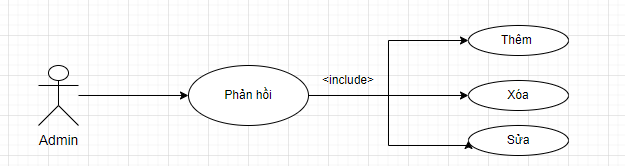 Thêm
<include>
Phản hồi
Xóa
Admin
Sửa